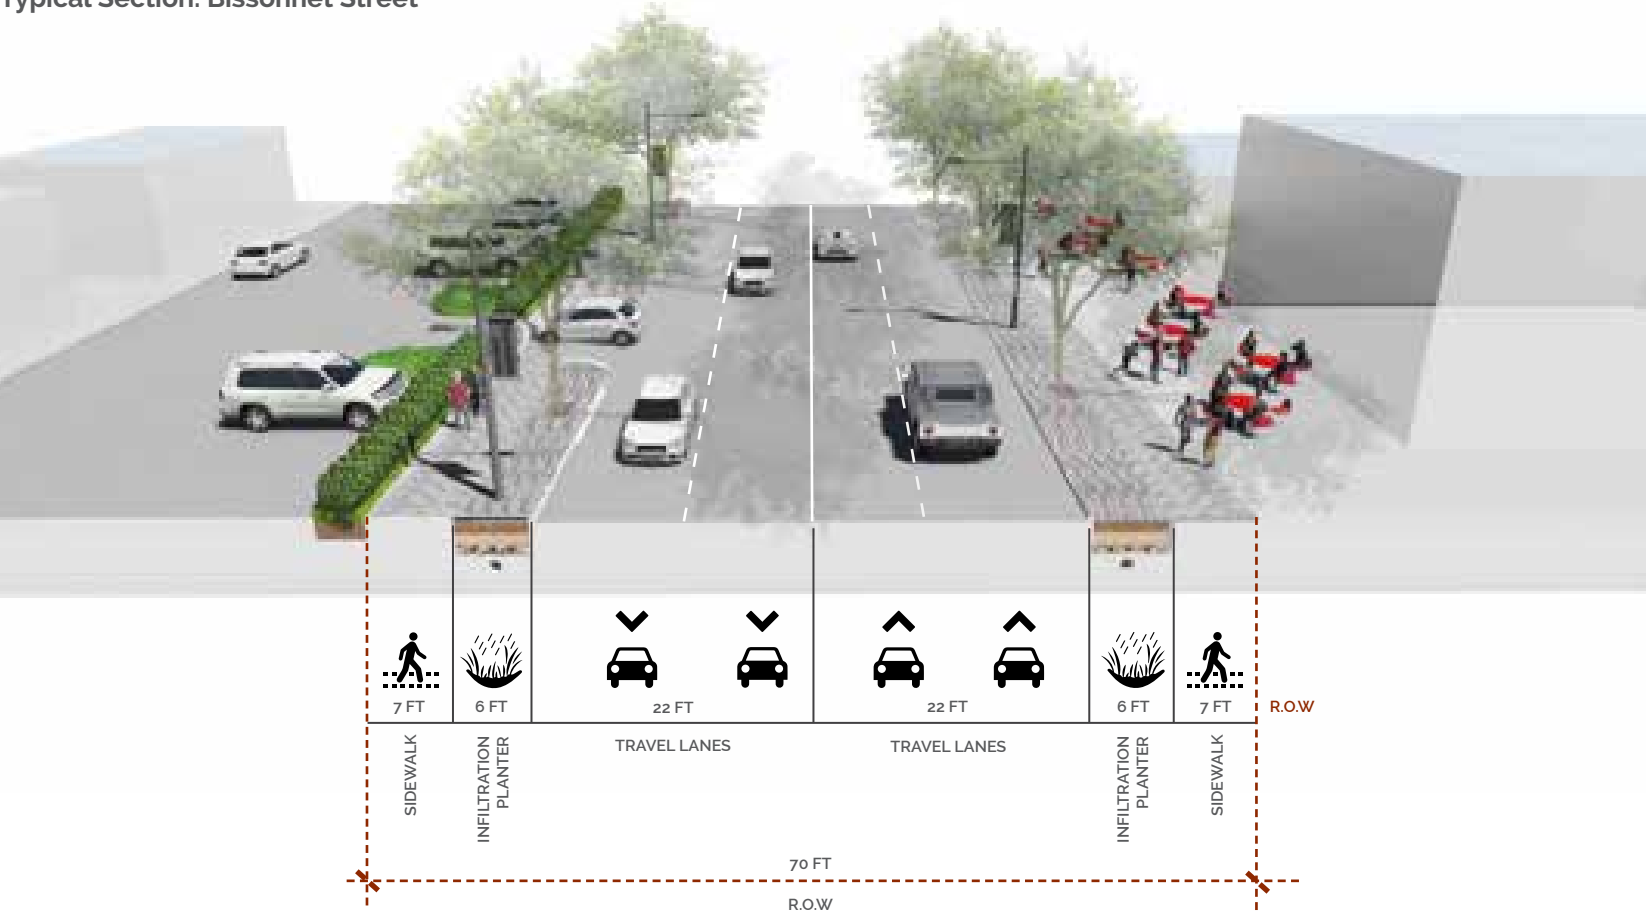 Typical Section: Bissonnet Street
7 FT
6 FT
22 FT
22 FT
6 FT
7 FT
R.O.W
SIDEWALK
INFILTRATION
PLANTER
TRAVEL LANES
TRAVEL LANES
INFILTRATION
PLANTER
SIDEWALK
70 FT
R.O.W